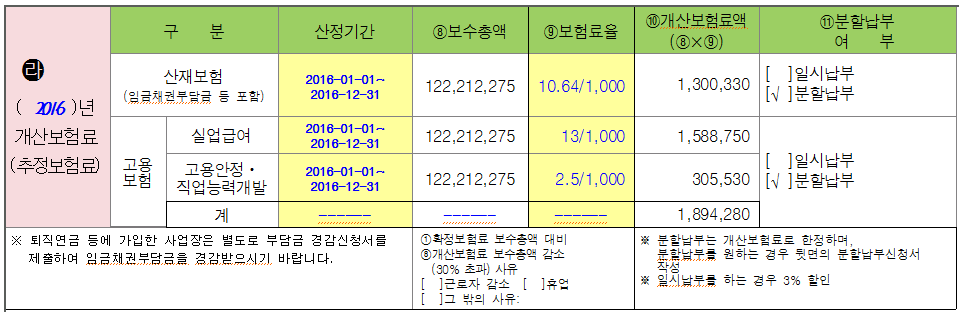 구 분 산정기간 ⑧보수총액 ⑨보험료율 ⑩개산보험료액 (⑧×⑨) ⑪분할납부 여 부
라
( 2016 )년
개산보험료
(추정보험료)
산재보험
(임금채권부담금 등 포함)
2016-01-01~
2016-12-31
122,212,275
10.64/1,000
1,300,330
[ ]일시납부
[√ ]분할납부
고용
보험
실업급여
2016-01-01~
2016-12-31
122,212,275
13/1,000
1,588,750
고용안정・
직업능력개발
2016-01-01~
2016-12-31
122,212,275
2.5/1,000
305,530
[ ]일시납부
[√ ]분할납부
계 ------ ------ ------ 1,894,280
※ 퇴직연금 등에 가입한 사업장은 별도로 부담금 경감신청서를
제출하여 임금채권부담금을 경감받으시기 바랍니다.
①확정보험료 보수총액 대비
⑧개산보험료 보수총액 감소
(30% 초과) 사유
[ ]근로자 감소 [ ]휴업
[ ]그 밖의 사유:
※ 분할납부는 개산보험료로 한정하며,
분할납부를 원하는 경우 뒷면의 분할납부신청서
작성
※ 일시납부를 하는 경우 3% 할인